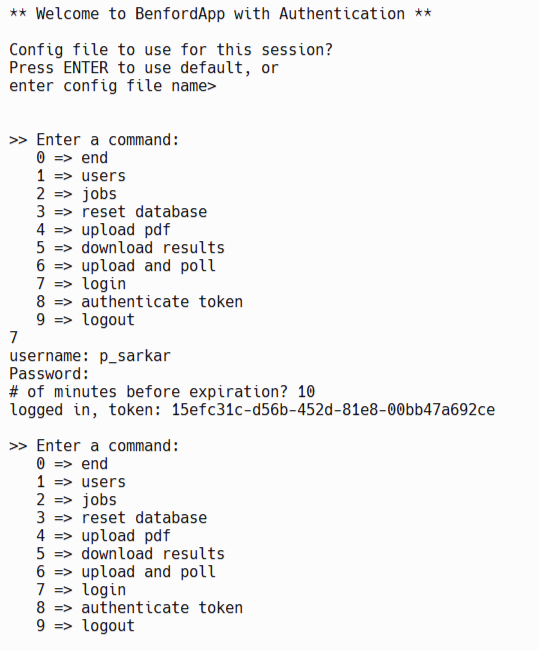 ** Welcome to BenfordApp with Authentication **
Config file to use for this session?
Press ENTER to use default, or
enter config file name>
>> Enter a command:
0 => end
1 => users
2 => jobs
3 => reset database
4 => upload pdf
5 => download results
6 => upload and poll
7 => login
8 => authenticate token
9 => logout
7
username: p_sarkar
Password:
# of minutes before expiration? 10
logged in, token: 15efc31c-d56b-452d-81e8-00bb47a692ce
>> Enter a command:
0 => end
1 => users
2 => jobs
3 => reset database
4 => upload pdf
5 => download results
6 => upload and poll
7 => login
8 => authenticate token
9 => logout